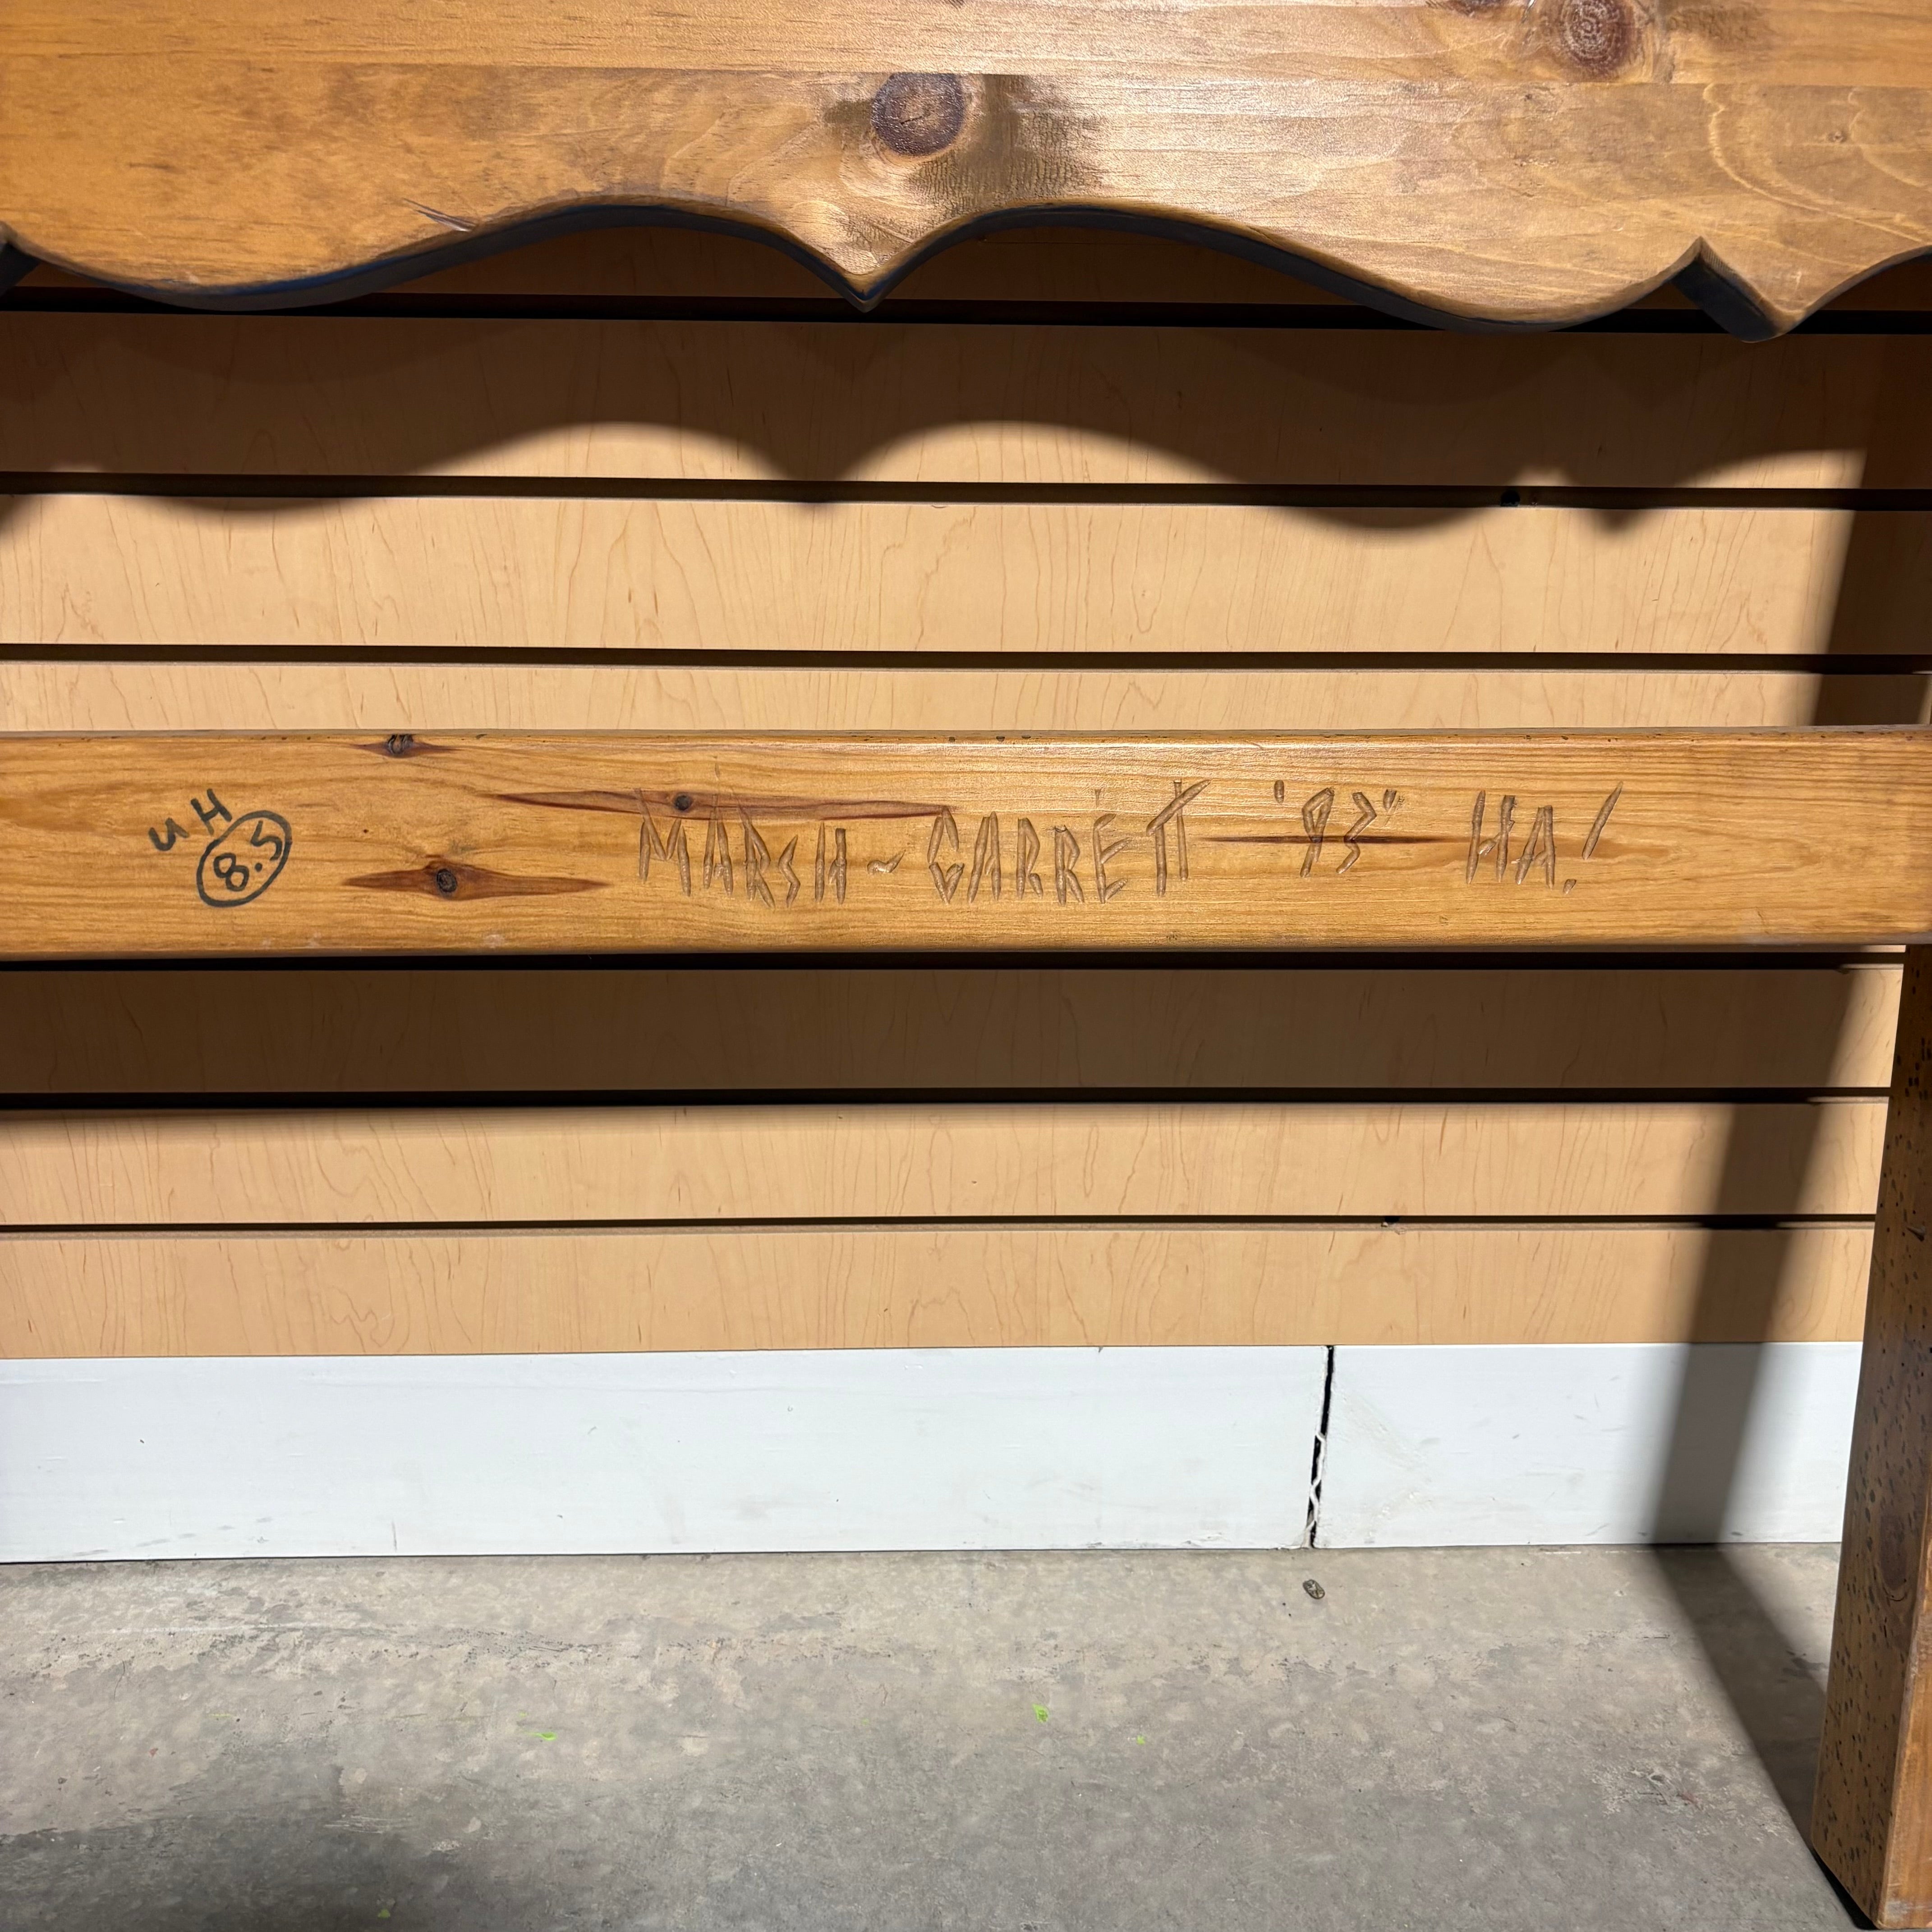 UH
8.5
MARSH - GARRETT '93" HA!